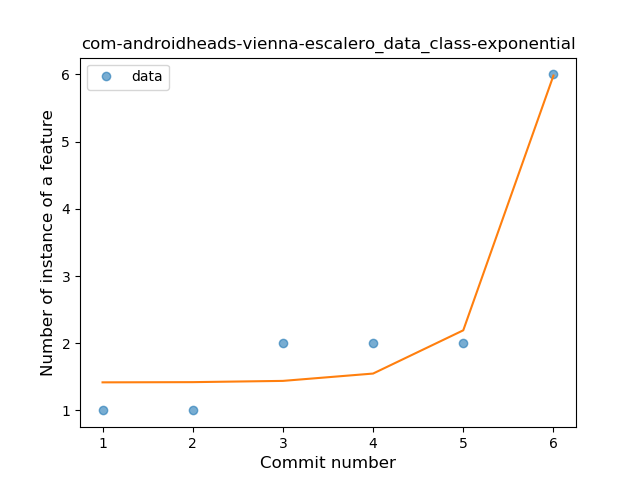 com-androidheads-vienna-escalero_data_class-exponential
data
Number of instance of a feature
6
5
4
3
2
1
1 2 3 4 5 6
Commit number